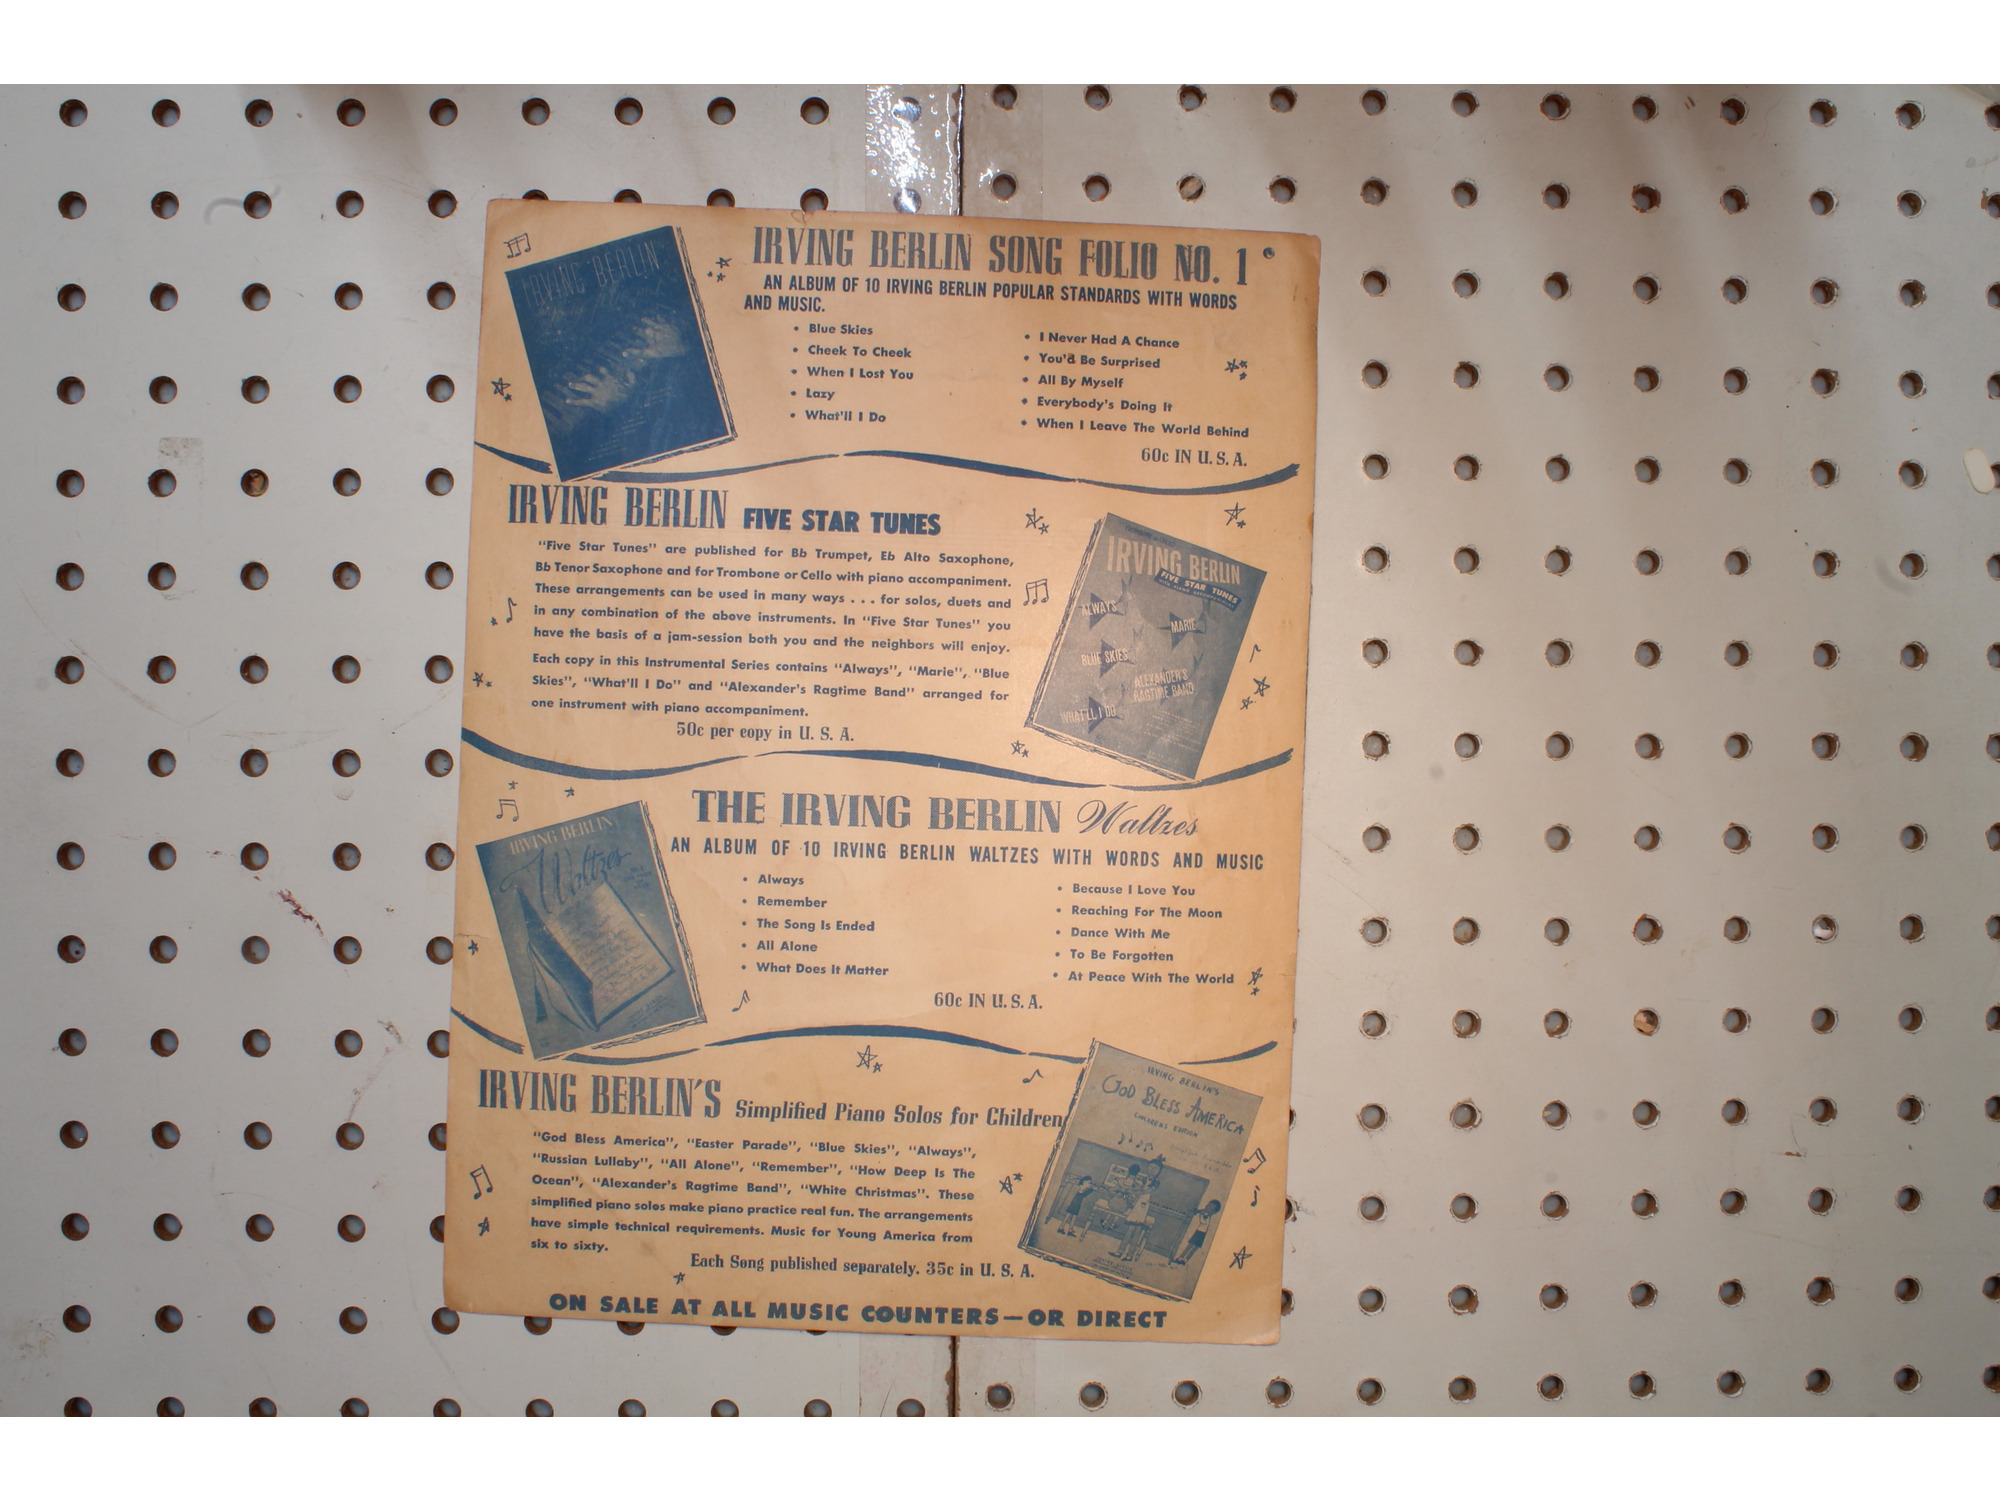 IRVING BERLIN
IRVING BERLIN SONG FOLIO NO. 1
AN ALBUM OF 10 IRVING BERLIN POPULAR STANDARDS WITH WORDS
AND MUSIC.
• Blue Skies
• Cheek To Cheek
• When I Lost You
• Lazy
• What'll I Do
• I Never Had A Chance
• You'd Be Surprised
• All By Myself
• Everybody's Doing It
• When I Leave The World Behind
60c IN U. S. A.
IRVING BERLIN FIVE STAR TUNES
"Five Star Tunes" are published for Bb Trumpet, Eb Alto Saxophone,
Bb Tenor Saxophone and for Trombone or Cello with piano accompaniment.
These arrangements can be used in many ways . . . for solos, duets and
in any combination of the above instruments. In "Five Star Tunes" you
have the basis of a jam-session both you and the neighbors will enjoy.
Each copy in this Instrumental Series contains "Always", "Marie", "Blue
Skies", "What'll I Do" and "Alexander's Ragtime Band" arranged for
one instrument with piano accompaniment.
50c per copy in U. S. A.
IRVING BERLIN
FIVE STAR TUNES
ALWAYS
MARIE
BLUE SKIES
ALEXANDER'S
RAGTIME BAND
WHAT'LL I DO
IRVING BERLIN
Waltzes
THE IRVING BERLIN Waltzes
AN ALBUM OF 10 IRVING BERLIN WALTZES WITH WORDS AND MUSIC
• Always
• Remember
• The Song Is Ended
• All Alone
• What Does It Matter
• Because I Love You
• Reaching For The Moon
• Dance With Me
• To Be Forgotten
• At Peace With The World
60c IN U. S. A.
IRVING BERLIN'S Simplified Piano Solos for Children
"God Bless America", "Easter Parade", "Blue Skies", "Always",
"Russian Lullaby", "All Alone", "Remember", "How Deep Is The
Ocean", "Alexander's Ragtime Band", "White Christmas". These
simplified piano solos make piano practice real fun. The arrangements
have simple technical requirements. Music for Young America from
six to sixty.
Each Song published separately. 35c in U. S. A.
IRVING BERLIN'S
GOD BLESS AMERICA
CHILDREN'S EDITION
ON SALE AT ALL MUSIC COUNTERS—OR DIRECT